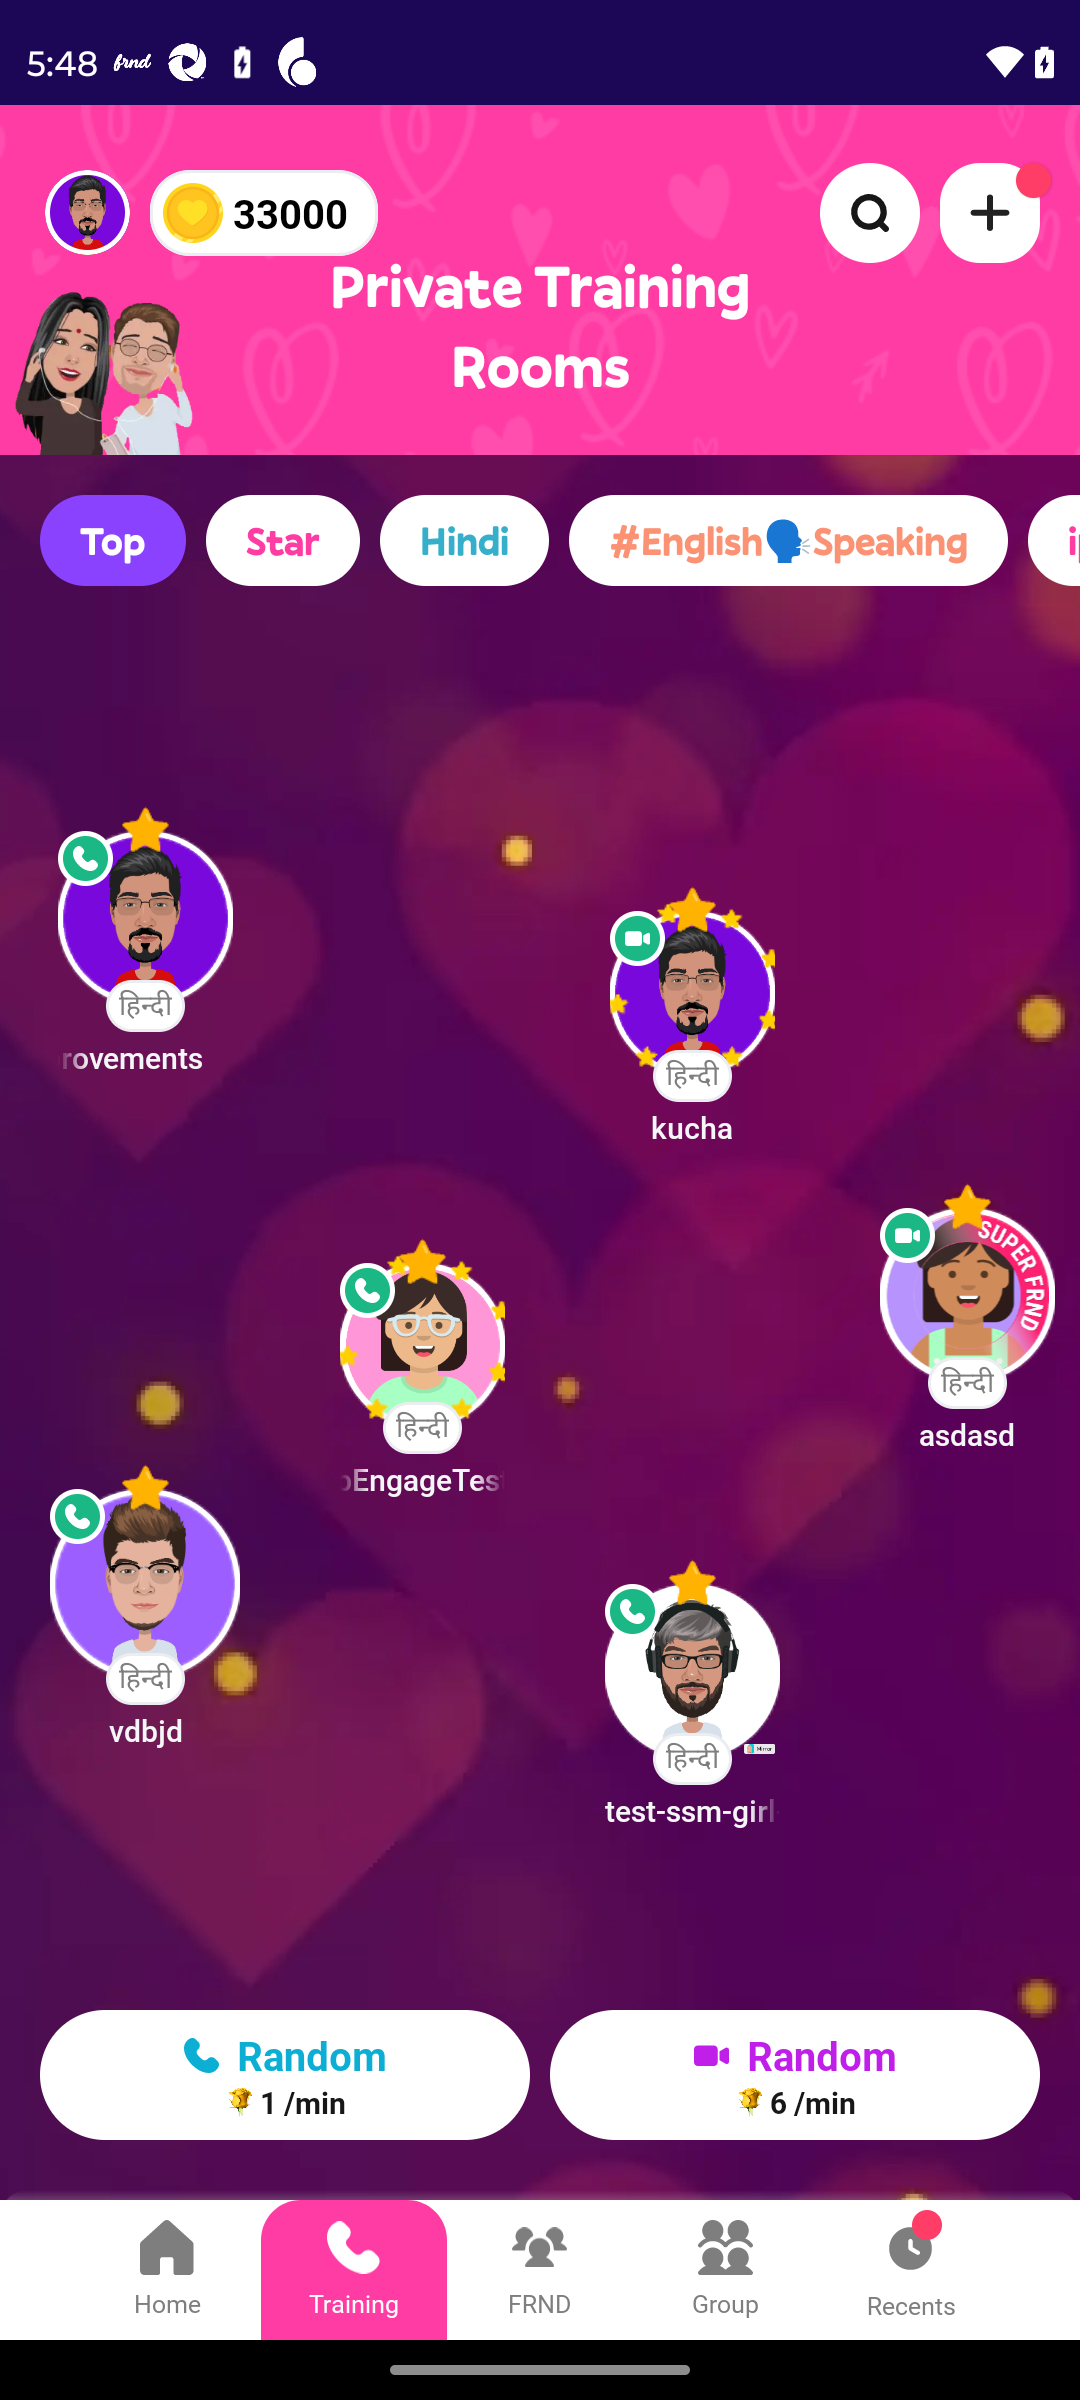 5:48 frnd
33000
Private Training
Rooms
Top Star Hindi #English🗣Speaking
हिन्दी
rovements
हिन्दी
kucha
SUPER FRND
हिन्दी
asdasd
हिन्दी
EngageTest
हिन्दी
vdbjd
हिन्दी
test-ssm-girl
Random
1 /min
Random
6 /min
Home Training FRND Group Recents